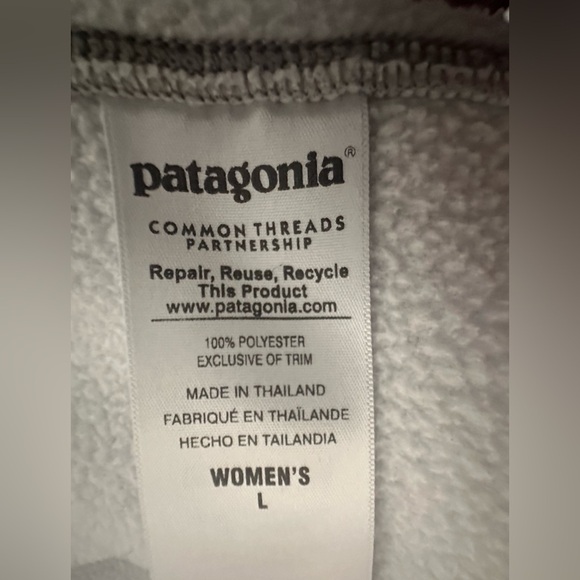 patagonia®
COMMON THREADS
PARTNERSHIP
Repair, Reuse, Recycle
This Product
www.patagonia.com
100% POLYESTER
EXCLUSIVE OF TRIM
MADE IN THAILAND
FABRIQUÉ EN THAÏLANDE
HECHO EN TAILANDIA
WOMEN'S
L